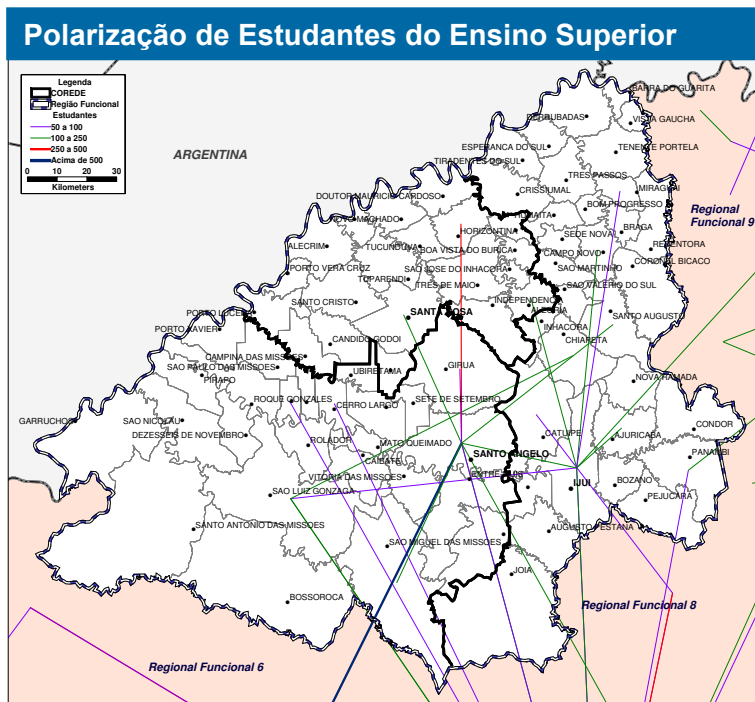 Polarização de Estudantes do Ensino Superior
Legenda
COREDE
Região Funcional
Estudantes
50 a 100
100 a 250
250 a 500
Acima de 500
0 10 20 30
Kilometers
ARGENTINA
BARRA DO GUARITA
DERRUBADAS
VISTA GAUCHA
ESPERANCA DO SUL
TENENTE PORTELA
TIRADENTES DO SUL
TRES PASSOS
CRISSIUMAL
MIRAGUAI
DOUTOR MAURICIO CARDOSO
BOM PROGRESSO
Regional
Funcional 9
NOVO MACHADO
HUMAITA
HORIZONTINA
SEDE NOVA
BRAGA
ALECRIM
TUCUNDUVA
BOA VISTA DO BURICA
CAMPO NOVO
REDENTORA
PORTO VERA CRUZ
SAO JOSE DO INHACORA
SAO MARTINHO
CORONEL BICACO
TUPARENDI
TRES DE MAIO
SAO VALERIO DO SUL
SANTO CRISTO
INDEPENDENCIA
ALEGRIA
SANTO AUGUSTO
PORTO LUCENA
SANTA ROSA
INHACORA
PORTO XAVIER
CANDIDO GODOI
CHIAPETA
CAMPINA DAS MISSOES
SAO PAULO DAS MISSOES
GIRUA
PIRAPO
UBIRETAMA
NOVA RAMADA
ROQUE GONZALES
CERRO LARGO
SETE DE SETEMBRO
GARRUCHOS
SAO NICOLAU
CONDOR
DEZESSEIS DE NOVEMBRO
ROLADOR
MATO QUEIMADO
CATUIPE
AJURICABA
CAIBATE
SANTO ANGELO
PANAMBI
VITORIA DAS MISSOES
ENTRE-IJUIS
IJUI
BOZANO
SAO LUIZ GONZAGA
PEJUCARA
SANTO ANTONIO DAS MISSOES
AUGUSTO PESTANA
SAO MIGUEL DAS MISSOES
JOIA
BOSSOROCA
Regional Funcional 8
Regional Funcional 6